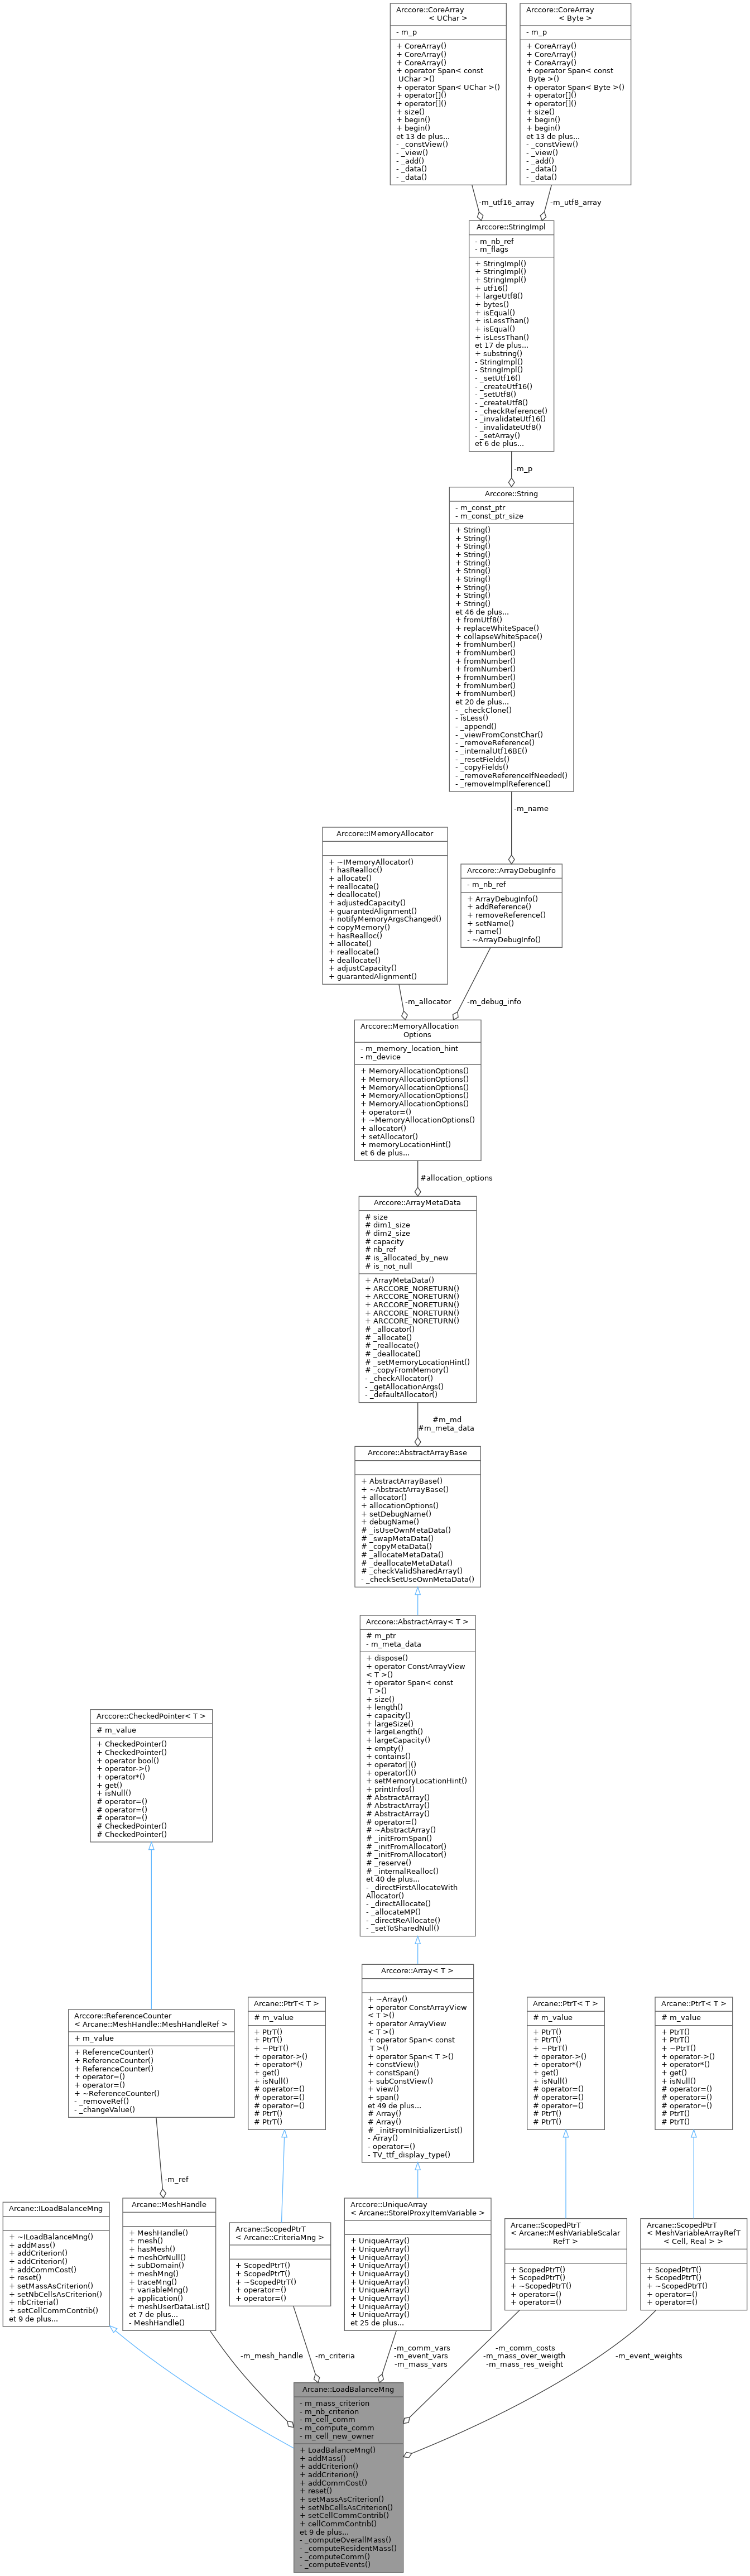 Arccore::CoreArray
< UChar >
- m_p
+ CoreArray()
+ CoreArray()
+ CoreArray()
+ operator Span< const
UChar >()
+ operator Span< UChar >()
+ operator[]()
+ operator[]()
+ size()
+ begin()
+ begin()
et 13 de plus...
- _constView()
- _view()
- _add()
- _data()
- _data()
Arccore::CoreArray
< Byte >
- m_p
+ CoreArray()
+ CoreArray()
+ CoreArray()
+ operator Span< const
Byte >()
+ operator Span< Byte >()
+ operator[]()
+ operator[]()
+ size()
+ begin()
+ begin()
et 13 de plus...
- _constView()
- _view()
- _add()
- _data()
- _data()
-m_utf16_array
-m_utf8_array
Arccore::StringImpl
- m_nb_ref
- m_flags
+ StringImpl()
+ StringImpl()
+ StringImpl()
+ utf16()
+ largeUtf8()
+ bytes()
+ isEqual()
+ isLessThan()
+ isEqual()
+ isLessThan()
et 17 de plus...
+ substring()
- StringImpl()
- StringImpl()
- _setUtf16()
- _createUtf16()
- _setUtf8()
- _createUtf8()
- _checkReference()
- _invalidateUtf16()
- _invalidateUtf8()
- _setArray()
et 6 de plus...
-m_p
Arccore::String
- m_const_ptr
- m_const_ptr_size
+ String()
+ String()
+ String()
+ String()
+ String()
+ String()
+ String()
+ String()
+ String()
+ String()
et 46 de plus...
+ fromUtf8()
+ replaceWhiteSpace()
+ collapseWhiteSpace()
+ fromNumber()
+ fromNumber()
+ fromNumber()
+ fromNumber()
+ fromNumber()
+ fromNumber()
+ fromNumber()
et 20 de plus...
- _checkClone()
- isLess()
- _append()
- _viewFromConstChar()
- _removeReference()
- _internalUtf16BE()
- _resetFields()
- _copyFields()
- _removeReferenceIfNeeded()
- _removeImplReference()
-m_name
Arccore::IMemoryAllocator
+ ~IMemoryAllocator()
+ hasRealloc()
+ allocate()
+ reallocate()
+ deallocate()
+ adjustedCapacity()
+ guarantedAlignment()
+ notifyMemoryArgsChanged()
+ copyMemory()
+ hasRealloc()
+ allocate()
+ reallocate()
+ deallocate()
+ adjustCapacity()
+ guarantedAlignment()
Arccore::ArrayDebugInfo
- m_nb_ref
+ ArrayDebugInfo()
+ addReference()
+ removeReference()
+ setName()
+ name()
- ~ArrayDebugInfo()
-m_allocator
-m_debug_info
Arccore::MemoryAllocation
Options
- m_memory_location_hint
- m_device
+ MemoryAllocationOptions()
+ MemoryAllocationOptions()
+ MemoryAllocationOptions()
+ MemoryAllocationOptions()
+ MemoryAllocationOptions()
+ operator=()
+ ~MemoryAllocationOptions()
+ allocator()
+ setAllocator()
+ memoryLocationHint()
et 6 de plus...
#allocation_options
Arccore::ArrayMetaData
# size
# dim1_size
# dim2_size
# capacity
# nb_ref
# is_allocated_by_new
# is_not_null
+ ArrayMetaData()
+ ARCCORE_NORETURN()
+ ARCCORE_NORETURN()
+ ARCCORE_NORETURN()
+ ARCCORE_NORETURN()
+ ARCCORE_NORETURN()
# _allocator()
# _allocate()
# _reallocate()
# _deallocate()
# _setMemoryLocationHint()
# _copyFromMemory()
- _checkAllocator()
- _getAllocationArgs()
- _defaultAllocator()
#m_md
#m_meta_data
Arccore::AbstractArrayBase
+ AbstractArrayBase()
+ ~AbstractArrayBase()
+ allocator()
+ allocationOptions()
+ setDebugName()
+ debugName()
# _isUseOwnMetaData()
# _swapMetaData()
# _copyMetaData()
# _allocateMetaData()
# _deallocateMetaData()
# _checkValidSharedArray()
- _checkSetUseOwnMetaData()
Arccore::AbstractArray< T >
# m_ptr
- m_meta_data
+ dispose()
+ operator ConstArrayView
< T >()
+ operator Span< const
T >()
+ size()
+ length()
+ capacity()
+ largeSize()
+ largeLength()
+ largeCapacity()
+ empty()
+ contains()
+ operator[]()
+ operator()()
+ setMemoryLocationHint()
+ printInfos()
# AbstractArray()
# AbstractArray()
# AbstractArray()
# operator=()
# ~AbstractArray()
# _initFromSpan()
# _initFromAllocator()
# _initFromAllocator()
# _reserve()
# _internalRealloc()
et 40 de plus...
- _directFirstAllocateWith
Allocator()
- _directAllocate()
- _allocateMP()
- _directReAllocate()
- _setToSharedNull()
Arccore::CheckedPointer< T >
# m_value
+ CheckedPointer()
+ CheckedPointer()
+ operator bool()
+ operator->()
+ operator*()
+ get()
+ isNull()
# operator=()
# operator=()
# operator=()
# CheckedPointer()
# CheckedPointer()
Arccore::Array< T >
+ ~Array()
+ operator ConstArrayView
< T >()
+ operator ArrayView
< T >()
+ operator Span< const
T >()
+ operator Span< T >()
+ constView()
+ constSpan()
+ subConstView()
+ view()
+ span()
et 49 de plus...
# Array()
# Array()
# _initFromInitializerList()
- Array()
- operator=()
- TV_ttf_display_type()
Arccore::ReferenceCounter
< Arcane::MeshHandle::MeshHandleRef >
+ m_value
+ ReferenceCounter()
+ ReferenceCounter()
+ ReferenceCounter()
+ operator=()
+ operator=()
+ ~ReferenceCounter()
- _removeRef()
- _changeValue()
Arcane::PtrT< T >
# m_value
+ PtrT()
+ PtrT()
+ ~PtrT()
+ operator->()
+ operator*()
+ get()
+ isNull()
# operator=()
# operator=()
# operator=()
# PtrT()
# PtrT()
Arcane::PtrT< T >
# m_value
+ PtrT()
+ PtrT()
+ ~PtrT()
+ operator->()
+ operator*()
+ get()
+ isNull()
# operator=()
# operator=()
# operator=()
# PtrT()
# PtrT()
Arcane::PtrT< T >
# m_value
+ PtrT()
+ PtrT()
+ ~PtrT()
+ operator->()
+ operator*()
+ get()
+ isNull()
# operator=()
# operator=()
# operator=()
# PtrT()
# PtrT()
-m_ref
Arcane::ILoadBalanceMng
+ ~ILoadBalanceMng()
+ addMass()
+ addCriterion()
+ addCriterion()
+ addCommCost()
+ reset()
+ setMassAsCriterion()
+ setNbCellsAsCriterion()
+ nbCriteria()
+ setCellCommContrib()
et 9 de plus...
Arcane::MeshHandle
+ MeshHandle()
+ mesh()
+ hasMesh()
+ meshOrNull()
+ subDomain()
+ meshMng()
+ traceMng()
+ variableMng()
+ application()
+ meshUserDataList()
et 7 de plus...
- MeshHandle()
Arcane::ScopedPtrT
< Arcane::CriteriaMng >
+ ScopedPtrT()
+ ScopedPtrT()
+ ~ScopedPtrT()
+ operator=()
+ operator=()
Arccore::UniqueArray
< Arcane::StoreIProxyItemVariable >
+ UniqueArray()
+ UniqueArray()
+ UniqueArray()
+ UniqueArray()
+ UniqueArray()
+ UniqueArray()
+ UniqueArray()
+ UniqueArray()
+ UniqueArray()
+ UniqueArray()
et 25 de plus...
Arcane::ScopedPtrT
< Arcane::MeshVariableScalar
RefT >
+ ScopedPtrT()
+ ScopedPtrT()
+ ~ScopedPtrT()
+ operator=()
+ operator=()
Arcane::ScopedPtrT
< MeshVariableArrayRefT
< Cell, Real > >
+ ScopedPtrT()
+ ScopedPtrT()
+ ~ScopedPtrT()
+ operator=()
+ operator=()
-m_mesh_handle
-m_criteria
-m_comm_vars
-m_event_vars
-m_mass_vars
-m_comm_costs
-m_mass_over_weigth
-m_mass_res_weight
-m_event_weights
Arcane::LoadBalanceMng
- m_mass_criterion
- m_nb_criterion
- m_cell_comm
- m_compute_comm
- m_cell_new_owner
+ LoadBalanceMng()
+ addMass()
+ addCriterion()
+ addCriterion()
+ addCommCost()
+ reset()
+ setMassAsCriterion()
+ setNbCellsAsCriterion()
+ setCellCommContrib()
+ cellCommContrib()
et 9 de plus...
- _computeOverallMass()
- _computeResidentMass()
- _computeComm()
- _computeEvents()